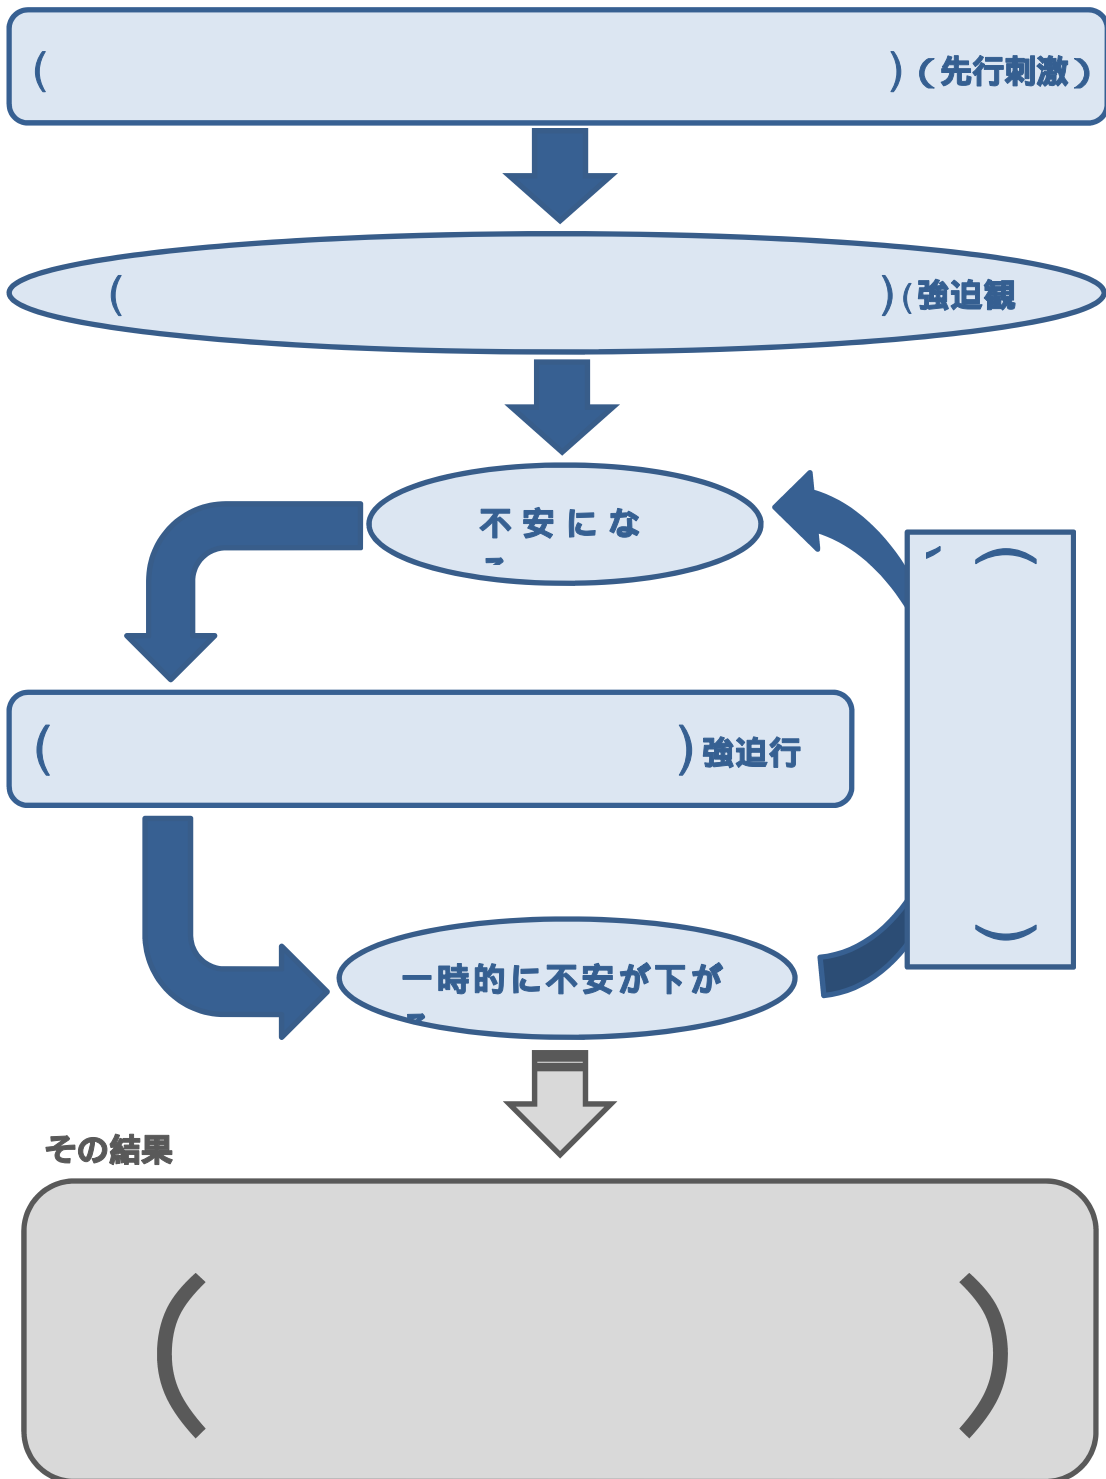 (　　　　　　　　　　)(先行刺激)
(　　　　　　　　　　)(強迫観
不安にな
(　　　　　　　　　　)強迫行
(　　　　　　　　　　)
一時的に不安が下が
その結果
(　　　　　　　　　　)